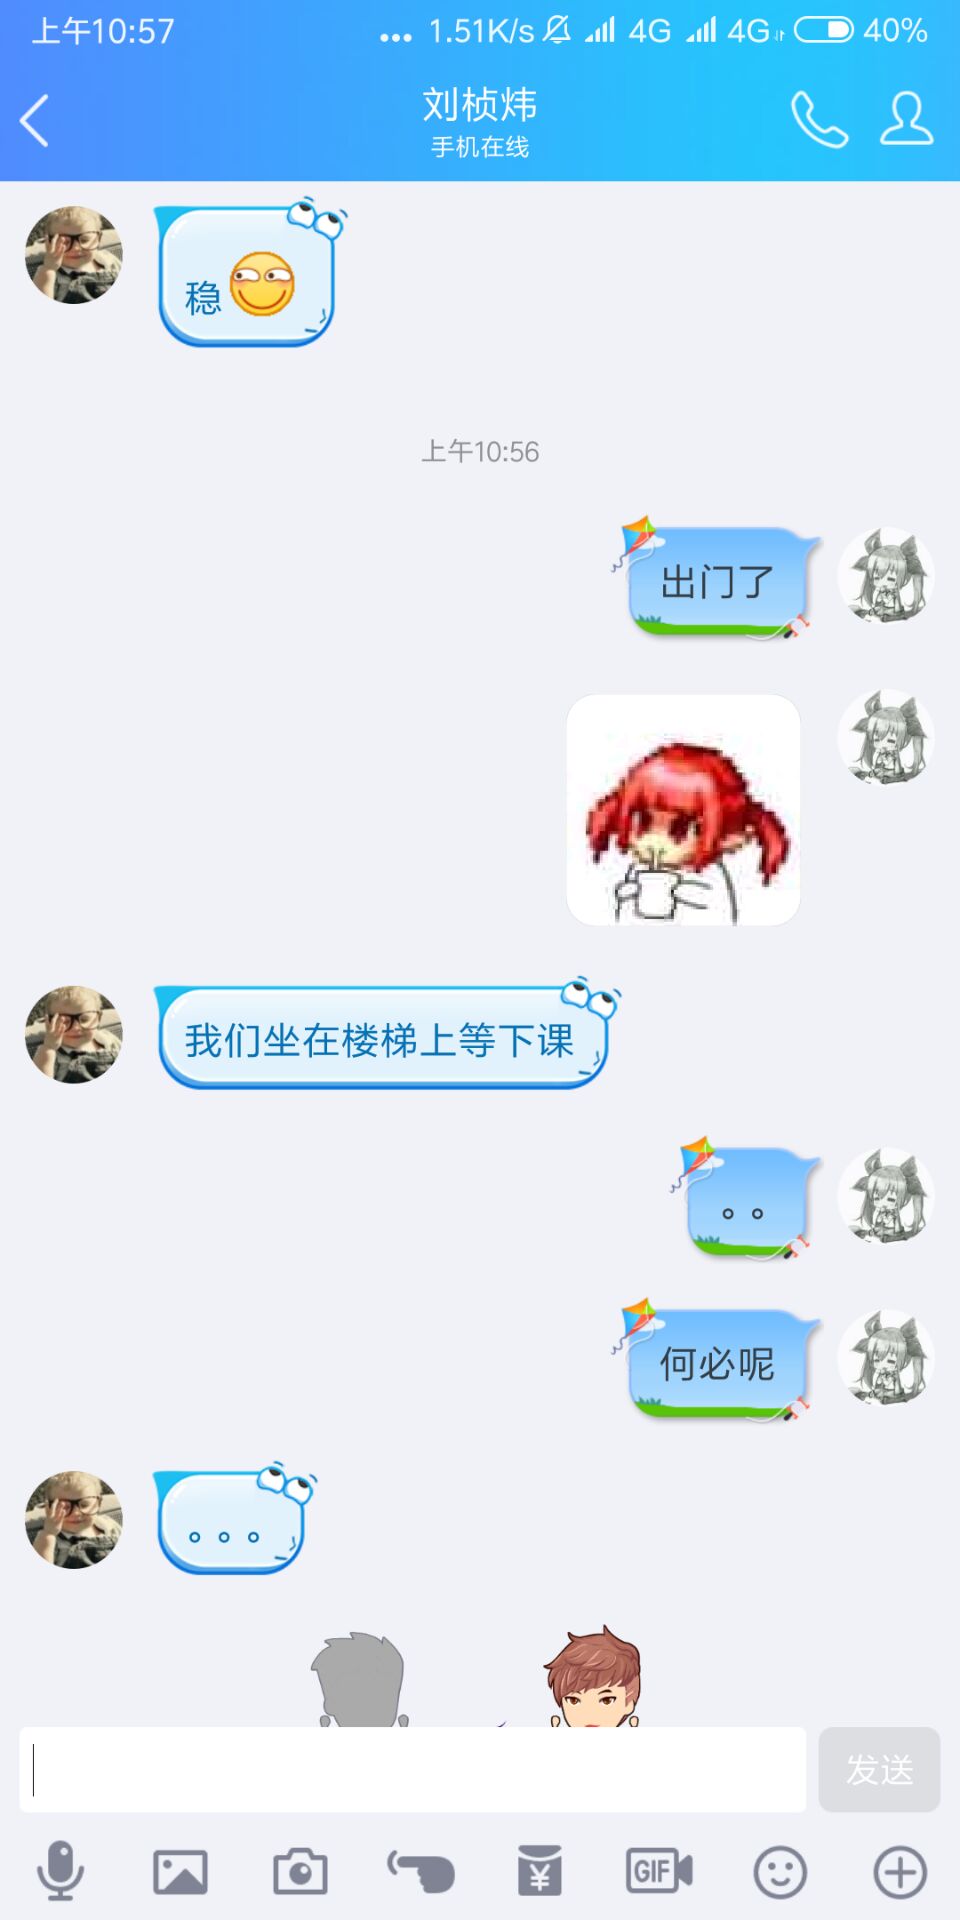 上午10:57
... 1.51K/s 4G 4G 40%
刘桢炜
手机在线
稳
上午10:56
出门了
我们坐在楼梯上等下课
。。
何必呢
。。。
发送
¥
GIF